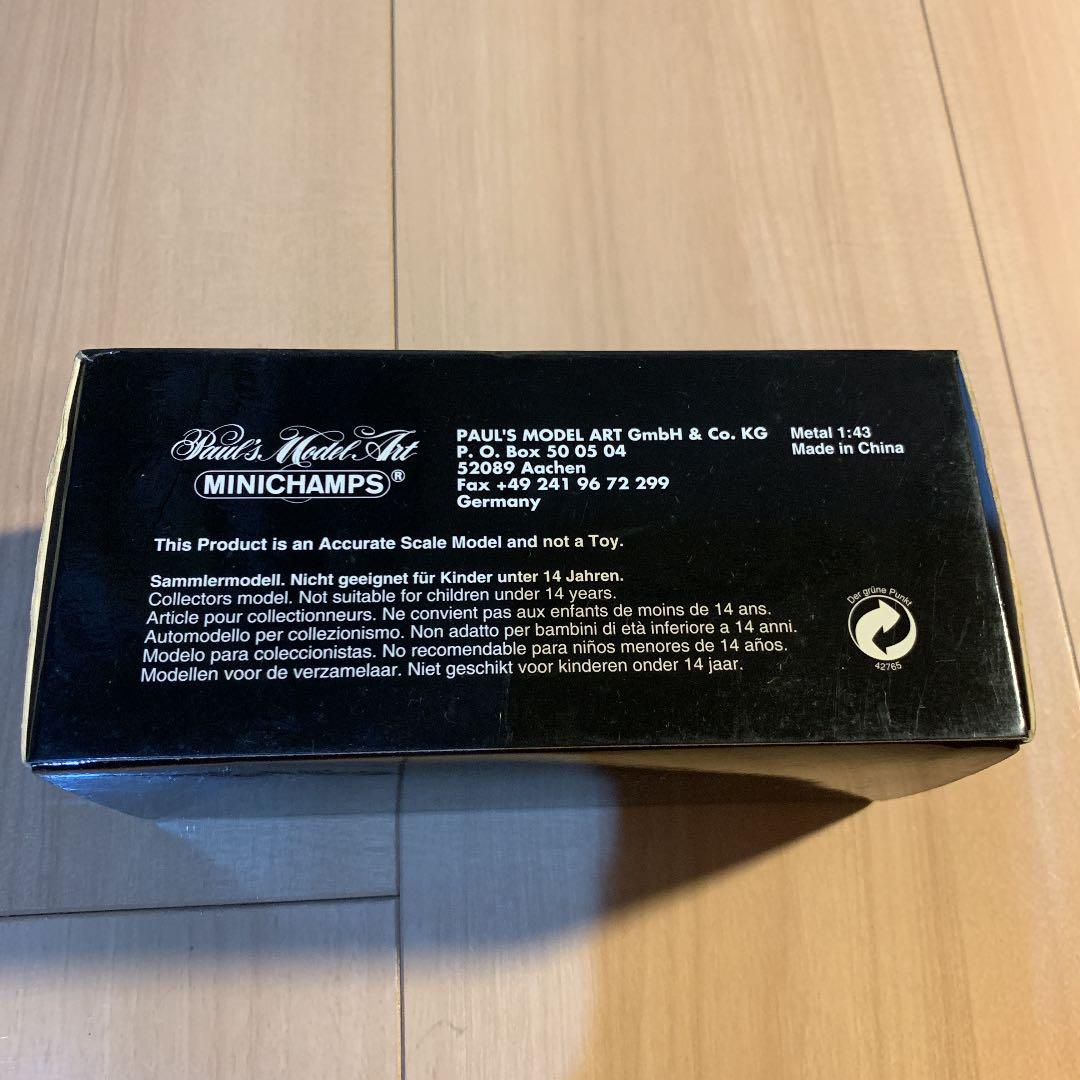 Paul's Model Art
MINICHAMPS®
PAUL'S MODEL ART GmbH & Co. KG
P. O. Box 50 05 04
52089 Aachen
Fax +49 241 96 72 299
Germany
Metal 1:43
Made in China
This Product is an Accurate Scale Model and not a Toy.
Sammlermodell. Nicht geeignet für Kinder unter 14 Jahren.
Collectors model. Not suitable for children under 14 years.
Article pour collectionneurs. Ne convient pas aux enfants de moins de 14 ans.
Automodello per collezionismo. Non adatto per bambini di età inferiore a 14 anni.
Modelo para coleccionistas. No recomendable para niños menores de 14 años.
Modellen voor de verzamelaar. Niet geschikt voor kinderen onder 14 jaar.
Der grüne Punkt
42765